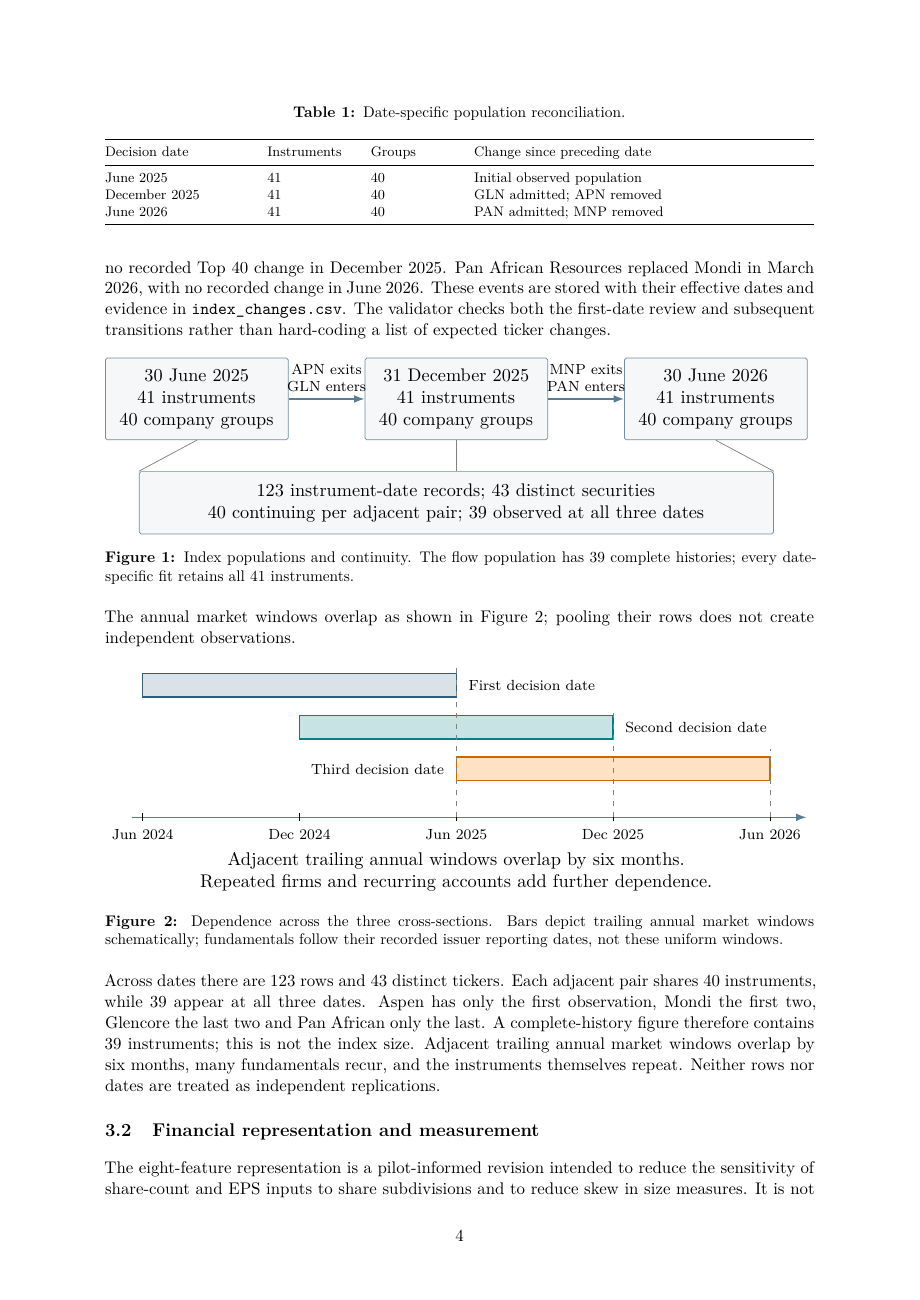 Table 1: Date-specific population reconciliation.
Decision date Instruments Groups Change since preceding date
June 2025 41 40 Initial observed population
December 2025 41 40 GLN admitted; APN removed
June 2026 41 40 PAN admitted; MNP removed
no recorded Top 40 change in December 2025. Pan African Resources replaced Mondi in March
2026, with no recorded change in June 2026. These events are stored with their effective dates and
evidence in index_changes.csv. The validator checks both the first-date review and subsequent
transitions rather than hard-coding a list of expected ticker changes.
30 June 2025
41 instruments
40 company groups
APN exits
GLN enters
31 December 2025
41 instruments
40 company groups
MNP exits
PAN enters
30 June 2026
41 instruments
40 company groups
123 instrument-date records; 43 distinct securities
40 continuing per adjacent pair; 39 observed at all three dates
Figure 1: Index populations and continuity. The flow population has 39 complete histories; every date-
specific fit retains all 41 instruments.
The annual market windows overlap as shown in Figure 2; pooling their rows does not create
independent observations.
First decision date
Second decision date
Third decision date
Jun 2024 Dec 2024 Jun 2025 Dec 2025 Jun 2026
Adjacent trailing annual windows overlap by six months.
Repeated firms and recurring accounts add further dependence.
Figure 2: Dependence across the three cross-sections. Bars depict trailing annual market windows
schematically; fundamentals follow their recorded issuer reporting dates, not these uniform windows.
Across dates there are 123 rows and 43 distinct tickers. Each adjacent pair shares 40 instruments,
while 39 appear at all three dates. Aspen has only the first observation, Mondi the first two,
Glencore the last two and Pan African only the last. A complete-history figure therefore contains
39 instruments; this is not the index size. Adjacent trailing annual market windows overlap by
six months, many fundamentals recur, and the instruments themselves repeat. Neither rows nor
dates are treated as independent replications.
3.2 Financial representation and measurement
The eight-feature representation is a pilot-informed revision intended to reduce the sensitivity of
share-count and EPS inputs to share subdivisions and to reduce skew in size measures. It is not
4